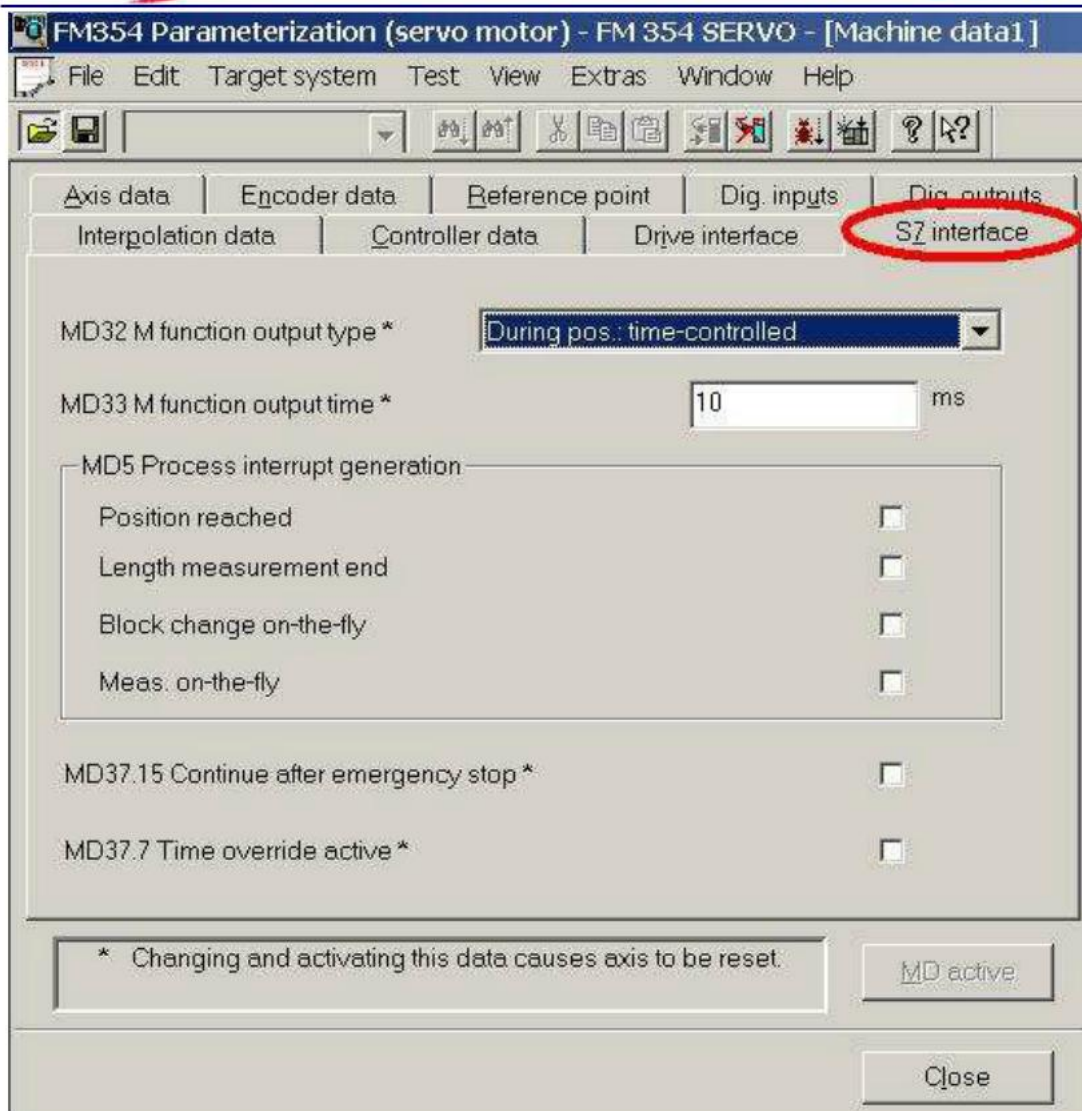 FM354 Parameterization (servo motor) - FM 354 SERVO - [Machine data1]
File Edit Target system Test View Extras Window Help
Axis data Encoder data Reference point Dig. inputs Dig. outputs
Interpolation data Controller data Drive interface S7 interface
MD32 M function output type * During pos.: time-controlled
MD33 M function output time * 10 ms
MD5 Process interrupt generation
Position reached
Length measurement end
Block change on-the-fly
Meas. on-the-fly
MD37.15 Continue after emergency stop *
MD37.7 Time override active *
* Changing and activating this data causes axis to be reset.
MD active
Close